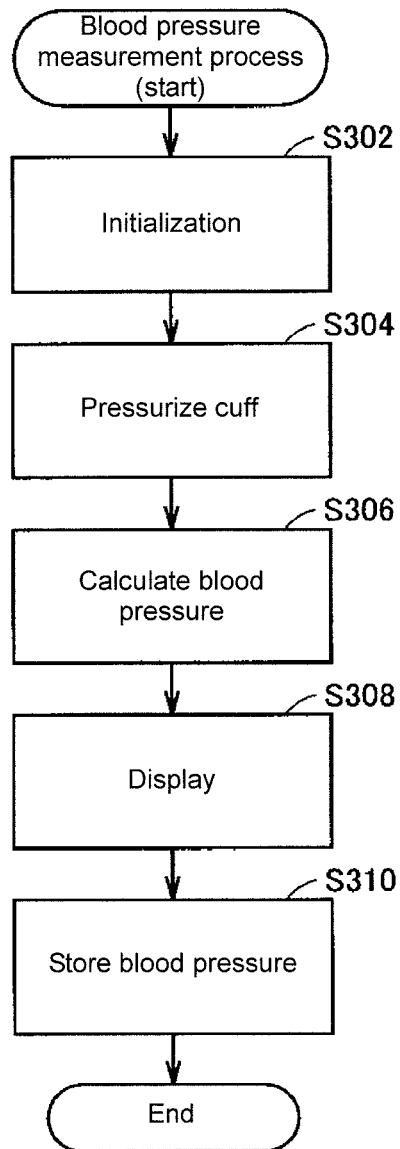 Blood pressure
measurement process
(start)
S302
Initialization
S304
Pressurize cuff
S306
Calculate blood
pressure
S308
Display
S310
Store blood pressure
End